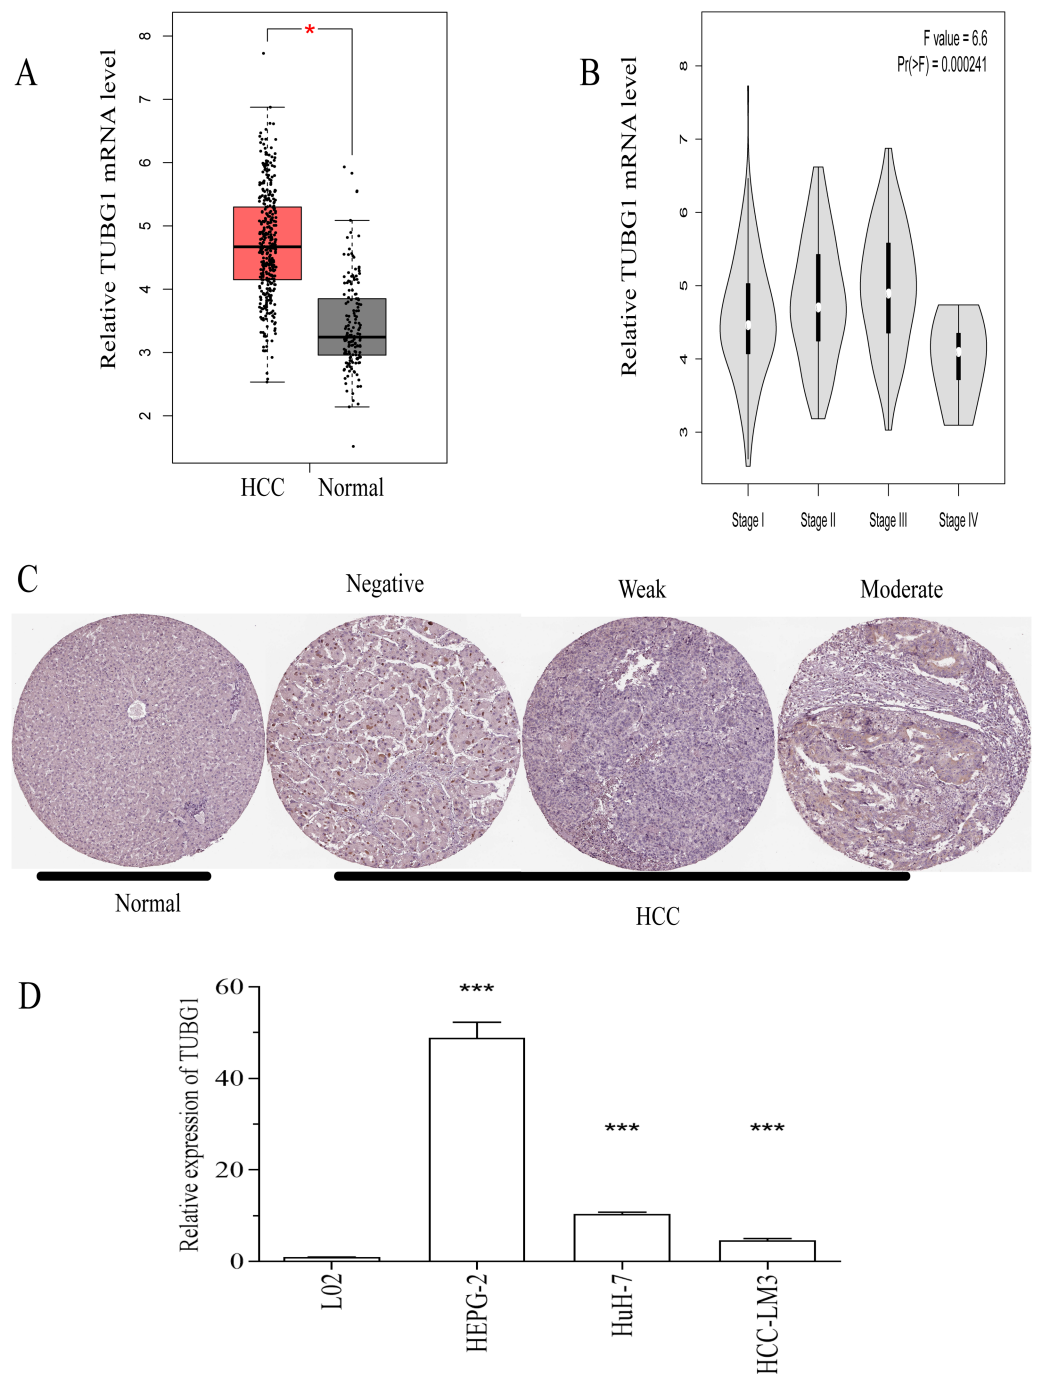 A
Relative TUBG1 mRNA level
8
7
6
5
4
3
2
*
HCC Normal
B
Relative TUBG1 mRNA level
8
7
6
5
4
3
F value = 6.6
Pr(>F) = 0.000241
Stage I Stage II Stage III Stage IV
C
Negative Weak Moderate
Normal
HCC
D
Relative expression of TUBG1
60
40
20
0
*** *** ***
L02 HEPG-2 HuH-7 HCC-LM3